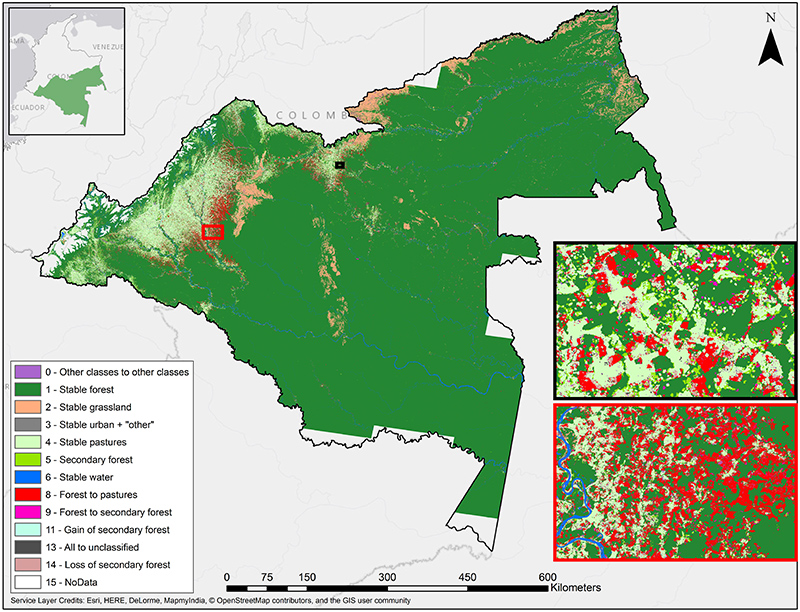 AMA
VENEZUE
COLOM
ECUADOR
N
COLOMB
0 - Other classes to other classes
1 - Stable forest
2 - Stable grassland
3 - Stable urban + "other"
4 - Stable pastures
5 - Secondary forest
6 - Stable water
8 - Forest to pastures
9 - Forest to secondary forest
11 - Gain of secondary forest
13 - All to unclassified
14 - Loss of secondary forest
15 - NoData
0 75 150 300 450 600
Kilometers
Service Layer Credits: Esri, HERE, DeLorme, MapmyIndia, © OpenStreetMap contributors, and the GIS user community